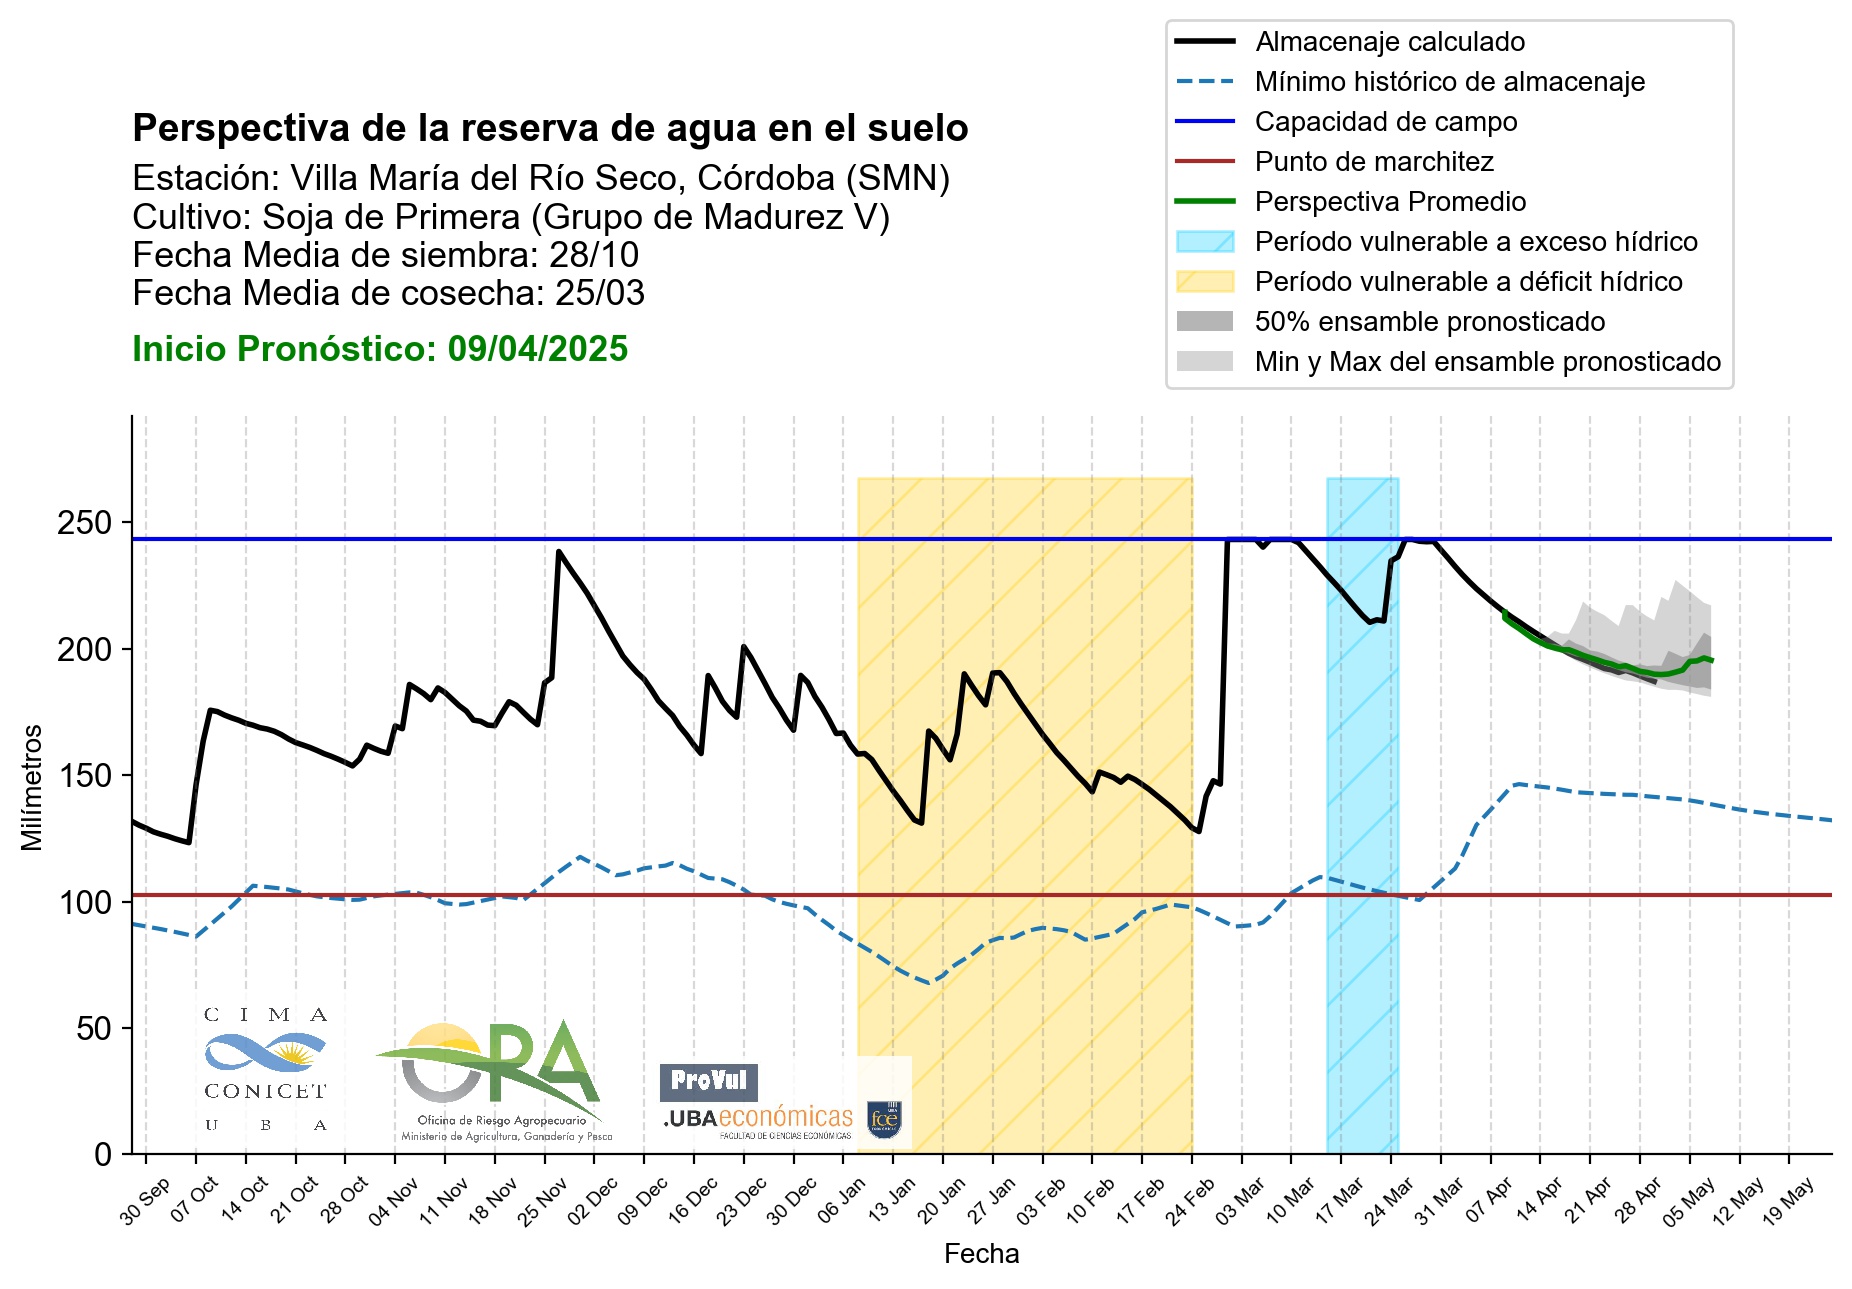 Almacenaje calculado
Mínimo histórico de almacenaje
Capacidad de campo
Punto de marchitez
Perspectiva Promedio
Período vulnerable a exceso hídrico
Período vulnerable a déficit hídrico
50% ensamble pronosticado
Min y Max del ensamble pronosticado
Perspectiva de la reserva de agua en el suelo
Estación: Villa María del Río Seco, Córdoba (SMN)
Cultivo: Soja de Primera (Grupo de Madurez V)
Fecha Media de siembra: 28/10
Fecha Media de cosecha: 25/03
Inicio Pronóstico: 09/04/2025
250
200
150
100
50
0
Milímetros
C I M A
CONICET
U B A
ORA
Oficina de Riesgo Agropecuario
Ministerio de Agricultura, Ganadería y Pesca
ProVul
.UBAeconómicas
FACULTAD DE CIENCIAS ECONÓMICAS
fce
30 Sep
07 Oct
14 Oct
21 Oct
28 Oct
04 Nov
11 Nov
18 Nov
25 Nov
02 Dec
09 Dec
16 Dec
23 Dec
30 Dec
06 Jan
13 Jan
20 Jan
27 Jan
03 Feb
10 Feb
17 Feb
24 Feb
03 Mar
10 Mar
17 Mar
24 Mar
31 Mar
07 Apr
14 Apr
21 Apr
28 Apr
05 May
12 May
19 May
Fecha